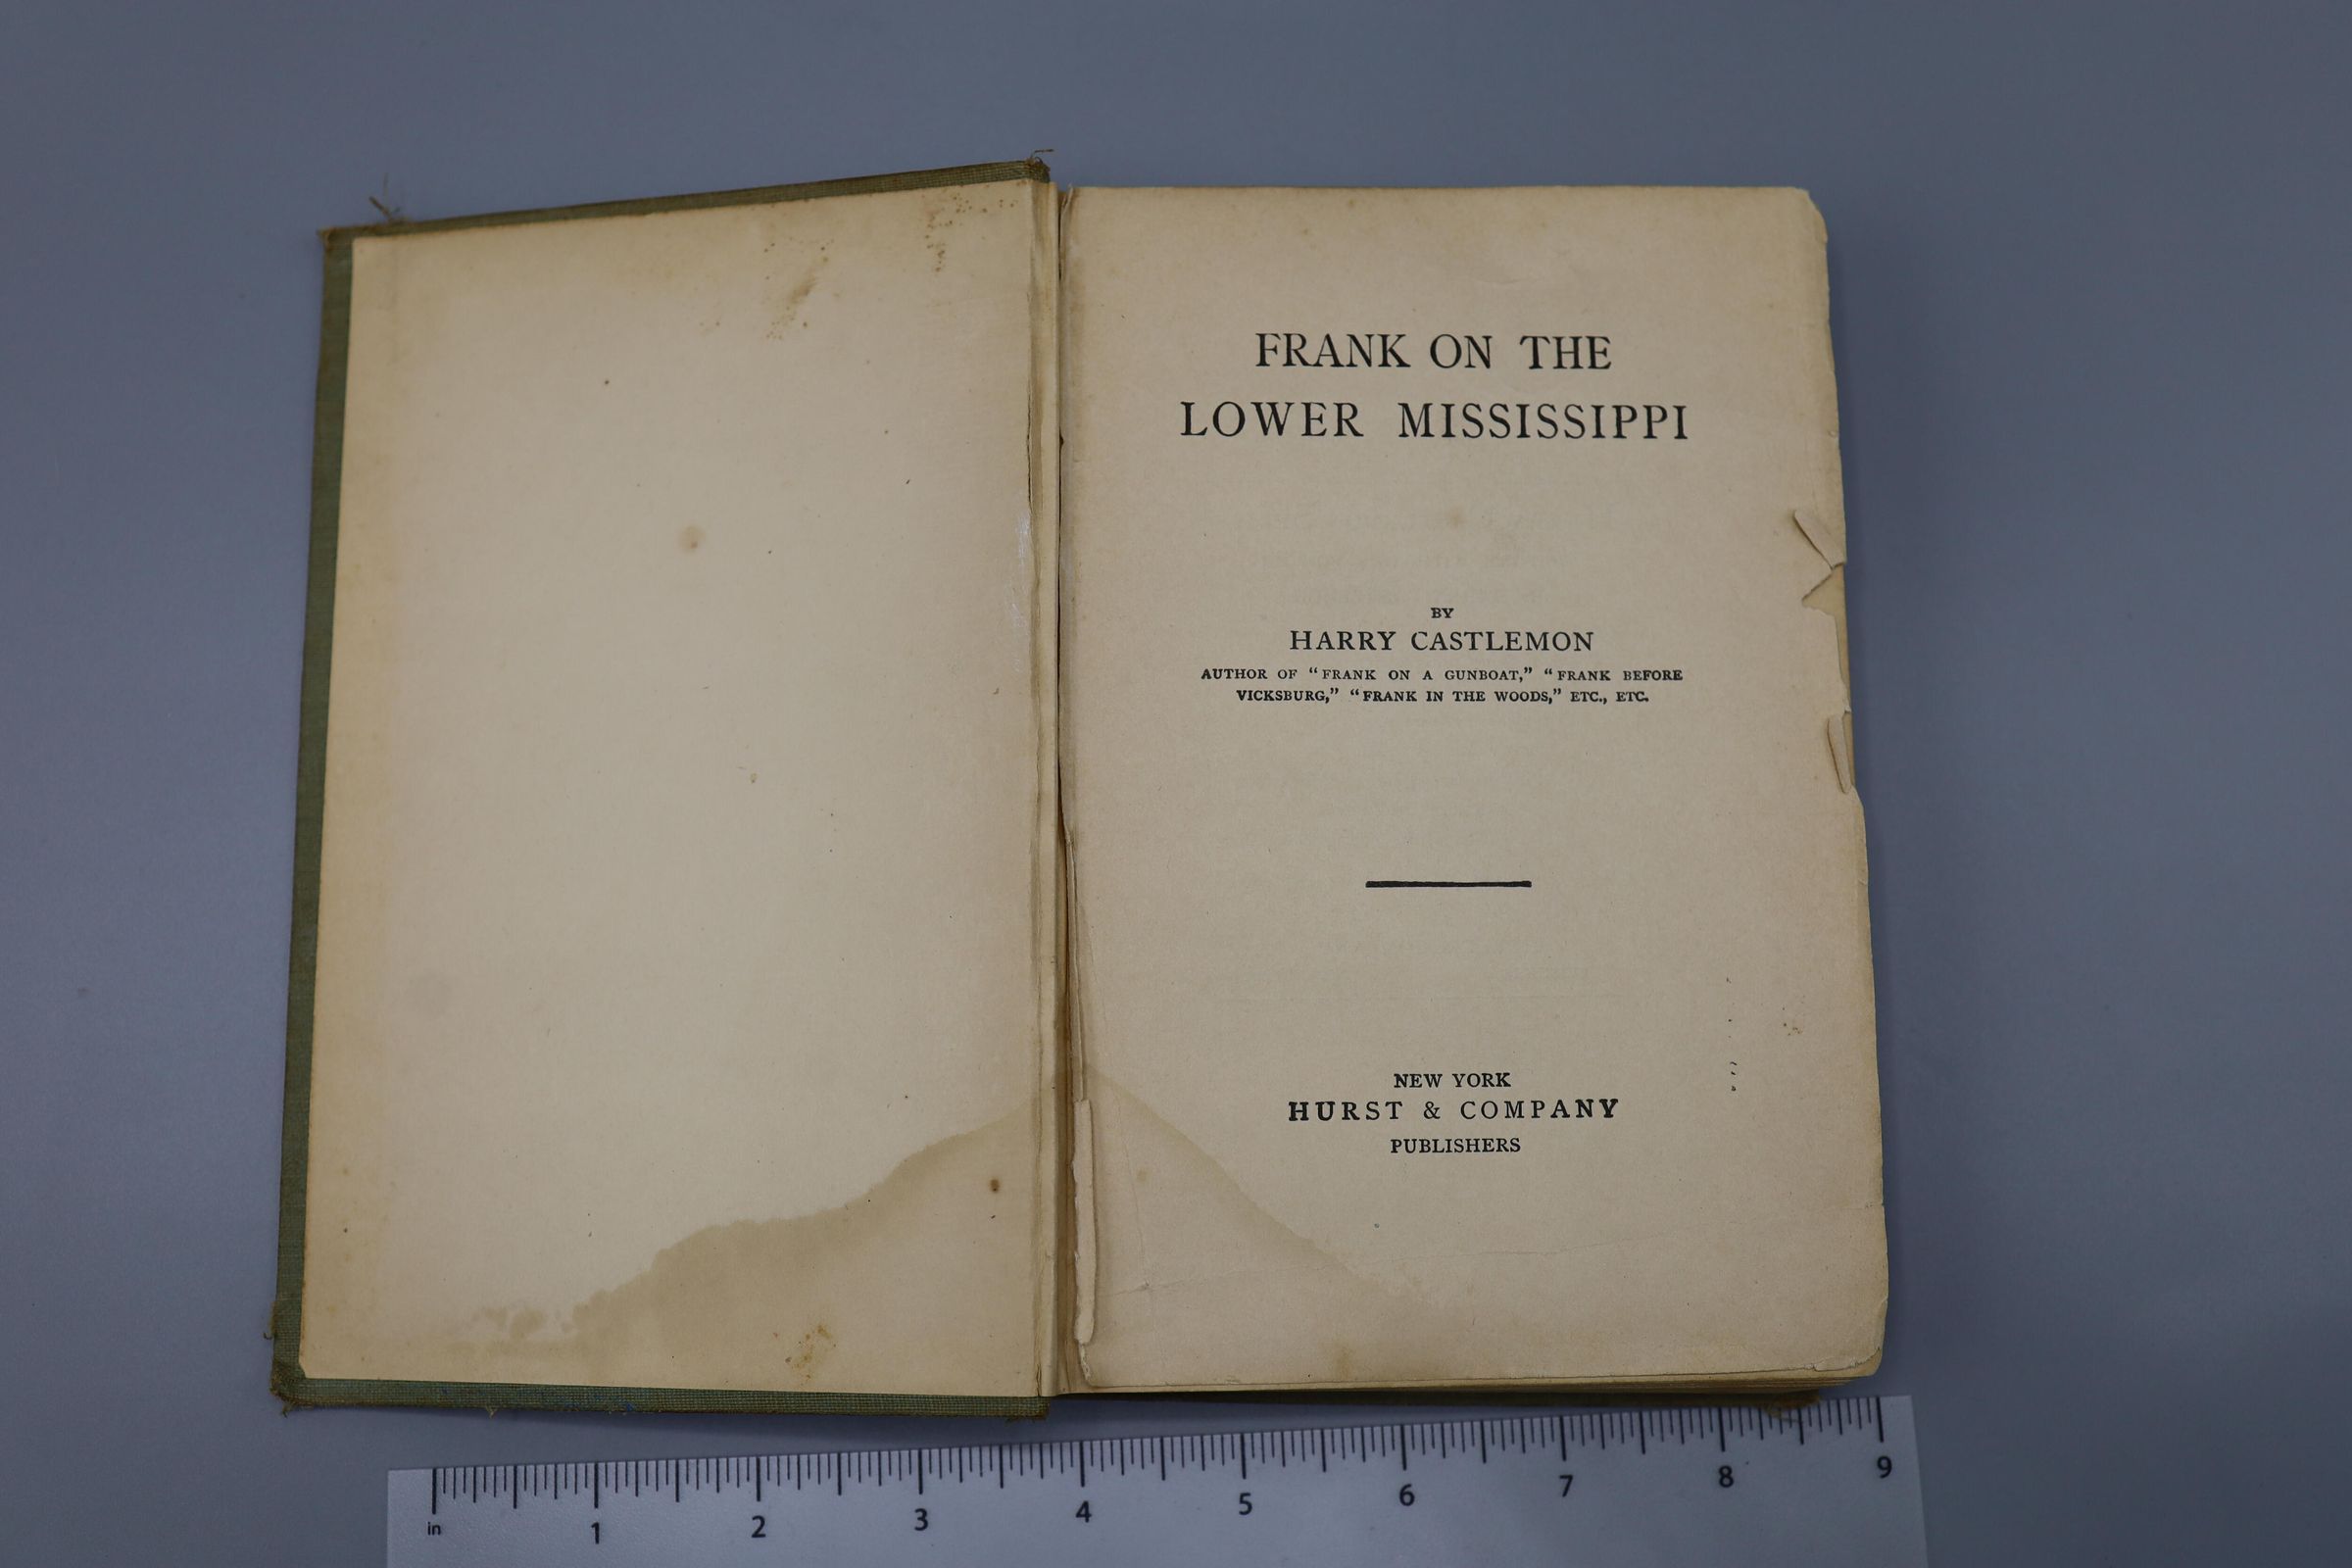 FRANK ON THE
LOWER MISSISSIPPI
BY
HARRY CASTLEMON
AUTHOR OF “FRANK ON A GUNBOAT,” “FRANK BEFORE
VICKSBURG,” “FRANK IN THE WOODS,” ETC., ETC.
NEW YORK
HURST & COMPANY
PUBLISHERS
in 1 2 3 4 5 6 7 8 9